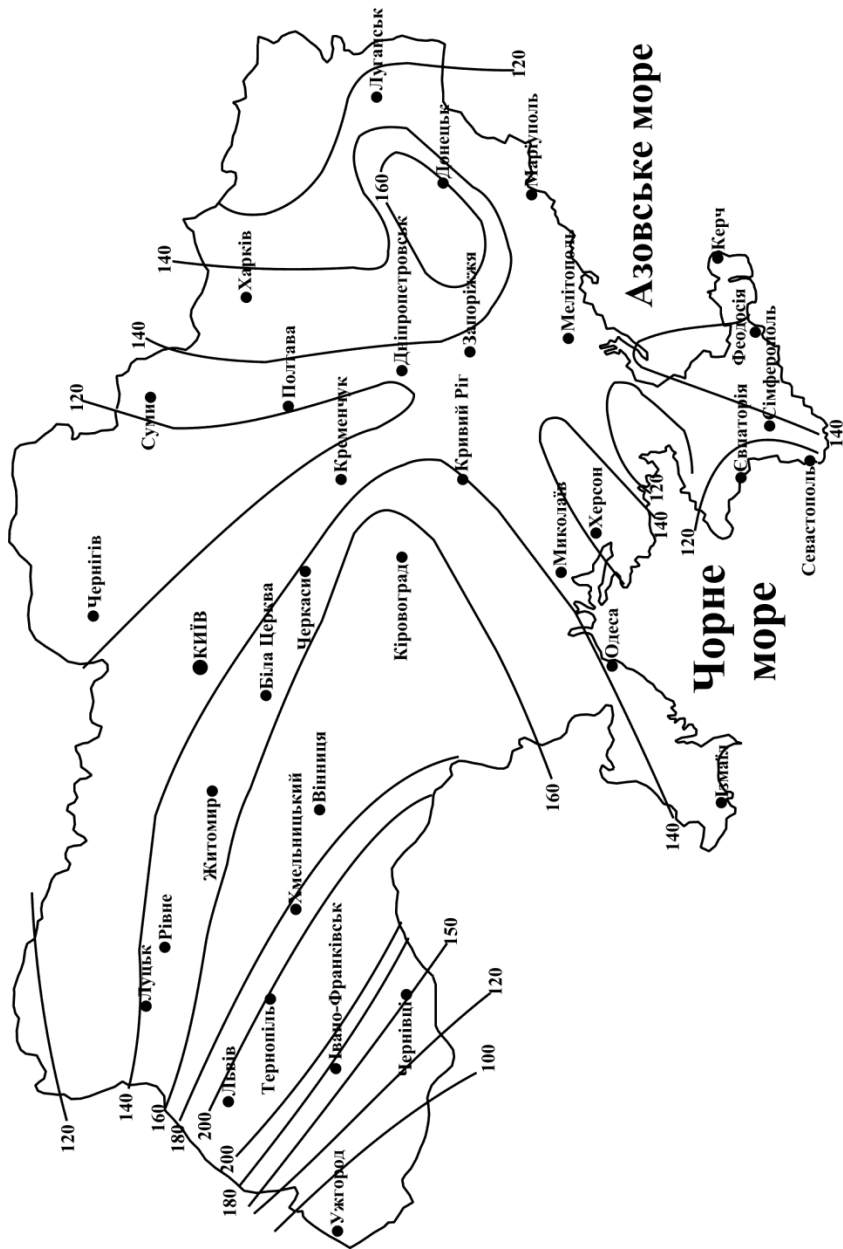 120
140
160
180
200
200
180
150
120
100
160
140
120
140
140
120
160
140
120
120
140
Луцьк
Рівне
Житомир
КИЇВ
Чернігів
Суми
Харків
Полтава
Луганськ
Львів
Тернопіль
Хмельницький
Вінниця
Біла Церква
Черкаси
Кременчук
Дніпропетровськ
Донецьк
Ужгород
Івано-Франківськ
Чернівці
Кіровоград
Кривий Ріг
Запоріжжя
Маріуполь
Мелітополь
Миколаїв
Херсон
Одеса
Ізмаїл
Керч
Феодосія
Сімферополь
Євпаторія
Севастополь
Азовське море
Чорне
море